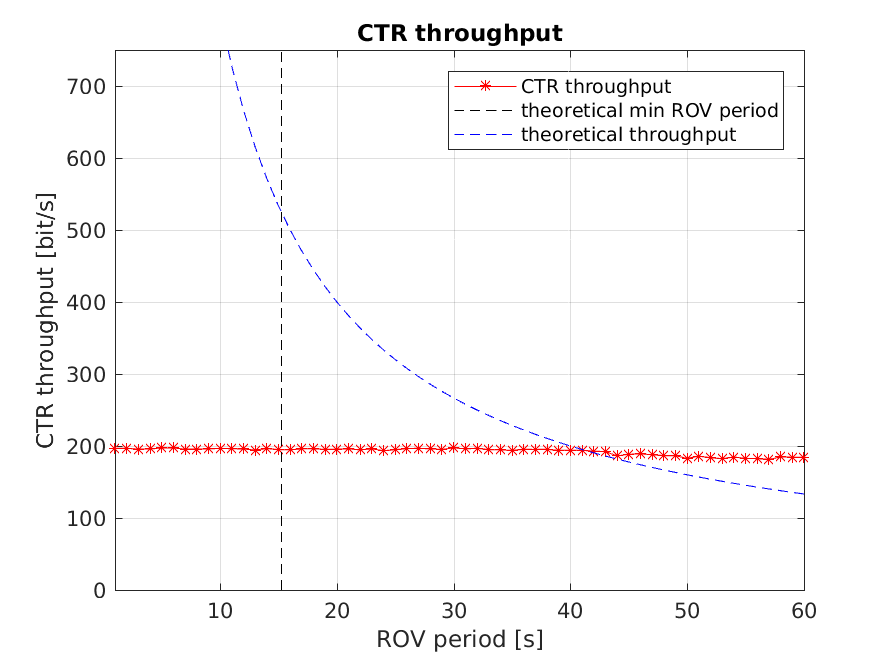 CTR throughput
CTR throughput
theoretical min ROV period
theoretical throughput
CTR throughput [bit/s]
700
600
500
400
300
200
100
0
10 20 30 40 50 60
ROV period [s]